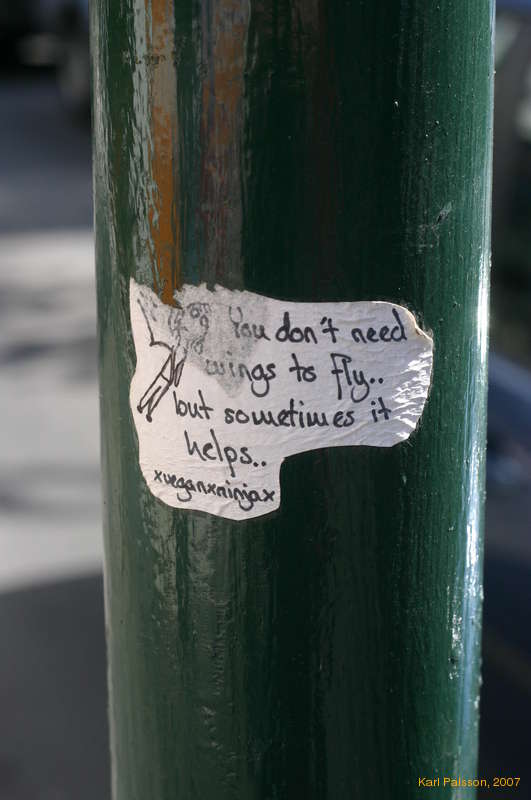 You don't need
wings to fly..
but sometimes it
helps..
xveganxninjax
Karl Palsson, 2007